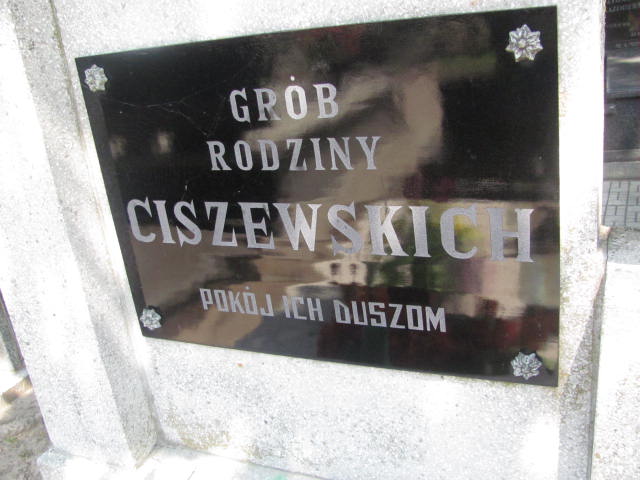 GRÓB
RODZINY
CISZEWSKICH
POKÓJ ICH DUSZOM